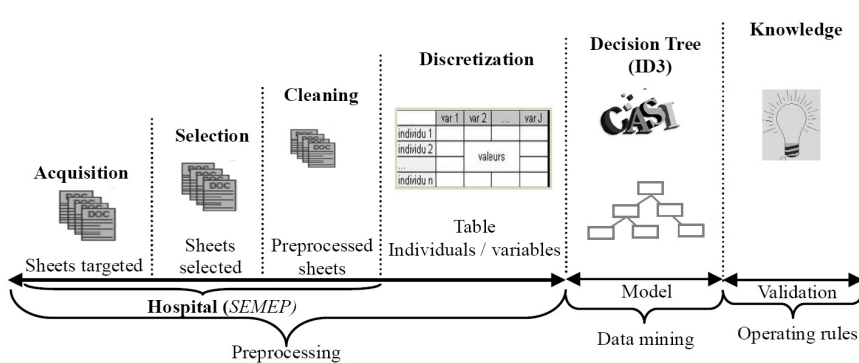 Acquisition
DOC
Sheets targeted
Selection
DOC
Sheets
selected
Cleaning
Preprocessed
sheets
Discretization
var 1 var 2 ... var J
individu 1
individu 2
...
individu n
valeurs
Table
Individuals / variables
Decision Tree
(ID3)
CASI
Model
Data mining
Knowledge
Validation
Operating rules
Hospital (SEMEP)
Preprocessing